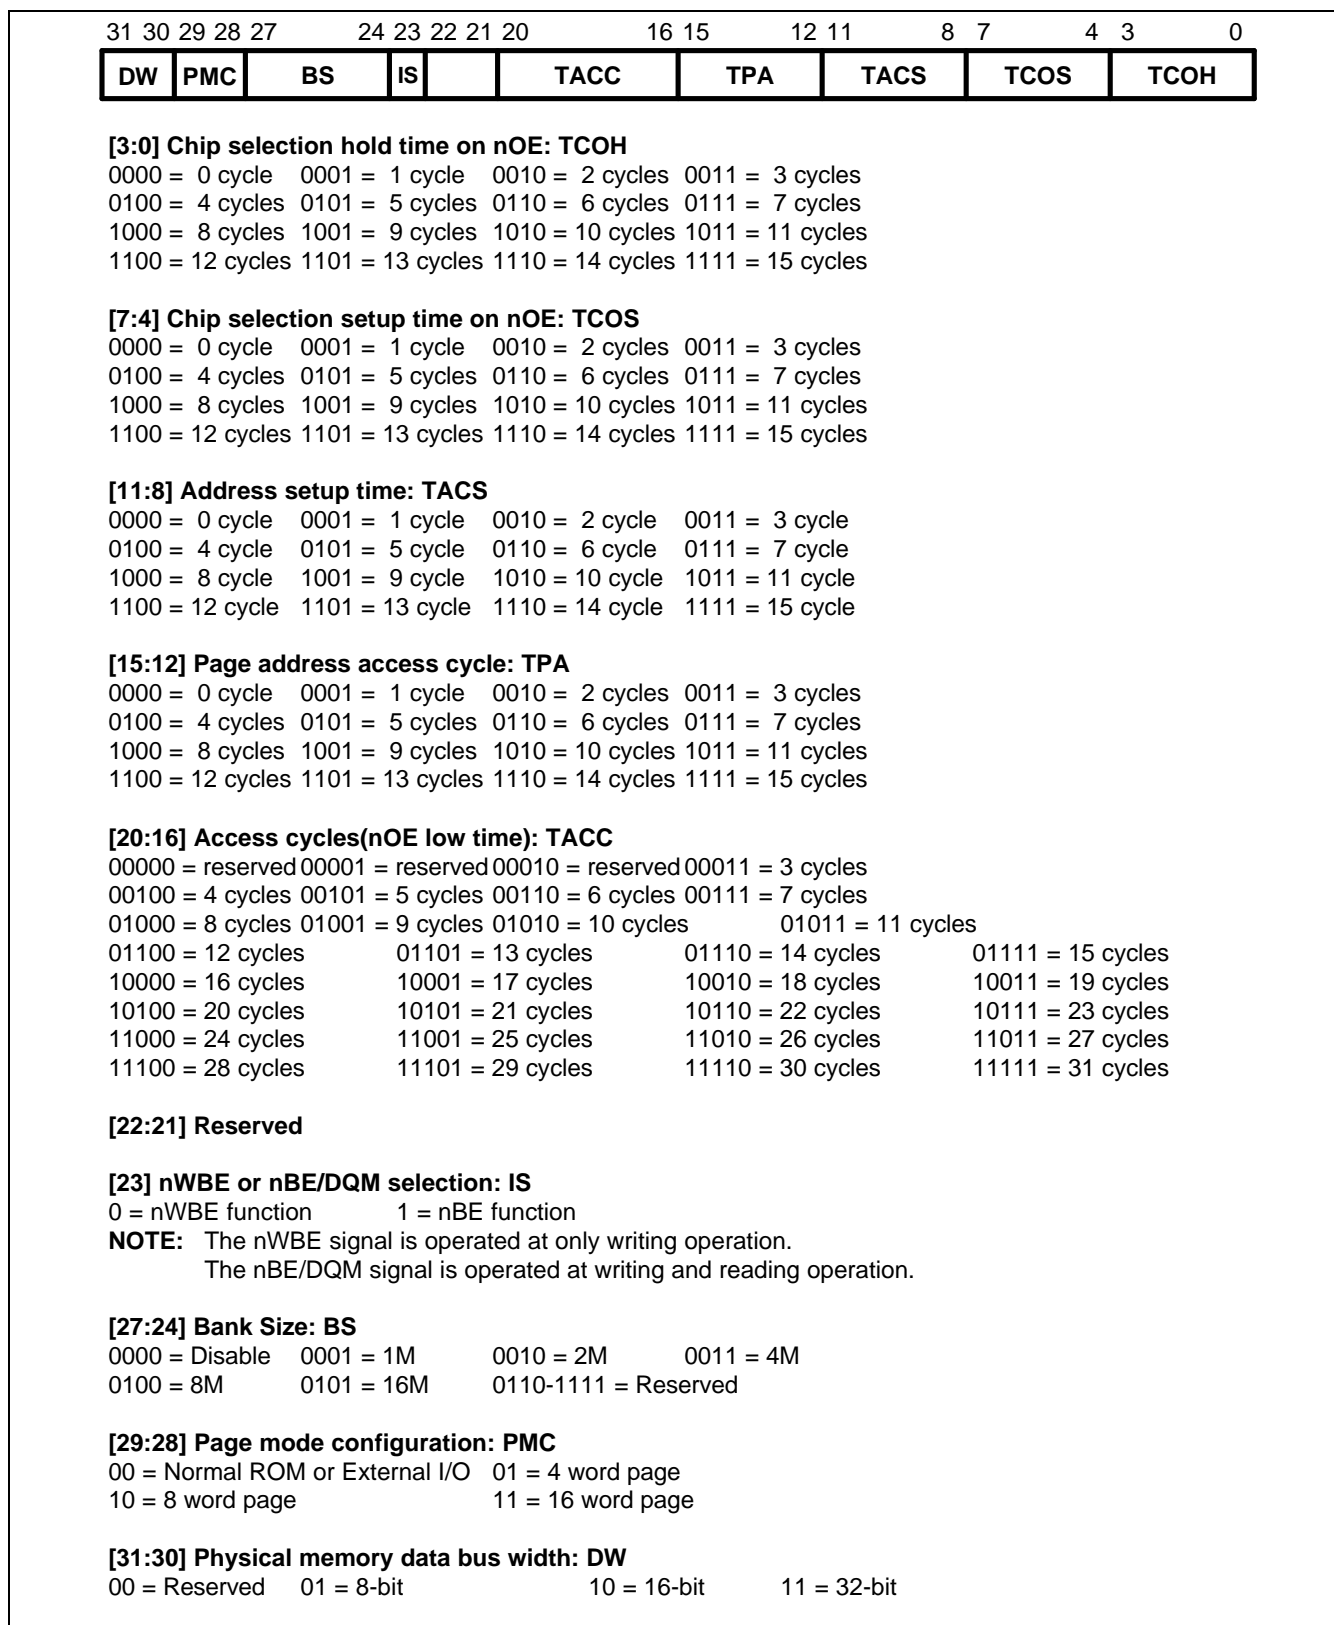 31 30 29 28 27 24 23 22 21 20 16 15 12 11 8 7 4 3 0
DW PMC BS IS TACC TPA TACS TCOS TCOH
[3:0] Chip selection hold time on nOE: TCOH
0000 = 0 cycle 0001 = 1 cycle 0010 = 2 cycles 0011 = 3 cycles
0100 = 4 cycles 0101 = 5 cycles 0110 = 6 cycles 0111 = 7 cycles
1000 = 8 cycles 1001 = 9 cycles 1010 = 10 cycles 1011 = 11 cycles
1100 = 12 cycles 1101 = 13 cycles 1110 = 14 cycles 1111 = 15 cycles
[7:4] Chip selection setup time on nOE: TCOS
0000 = 0 cycle 0001 = 1 cycle 0010 = 2 cycles 0011 = 3 cycles
0100 = 4 cycles 0101 = 5 cycles 0110 = 6 cycles 0111 = 7 cycles
1000 = 8 cycles 1001 = 9 cycles 1010 = 10 cycles 1011 = 11 cycles
1100 = 12 cycles 1101 = 13 cycles 1110 = 14 cycles 1111 = 15 cycles
[11:8] Address setup time: TACS
0000 = 0 cycle 0001 = 1 cycle 0010 = 2 cycle 0011 = 3 cycle
0100 = 4 cycle 0101 = 5 cycle 0110 = 6 cycle 0111 = 7 cycle
1000 = 8 cycle 1001 = 9 cycle 1010 = 10 cycle 1011 = 11 cycle
1100 = 12 cycle 1101 = 13 cycle 1110 = 14 cycle 1111 = 15 cycle
[15:12] Page address access cycle: TPA
0000 = 0 cycle 0001 = 1 cycle 0010 = 2 cycles 0011 = 3 cycles
0100 = 4 cycles 0101 = 5 cycles 0110 = 6 cycles 0111 = 7 cycles
1000 = 8 cycles 1001 = 9 cycles 1010 = 10 cycles 1011 = 11 cycles
1100 = 12 cycles 1101 = 13 cycles 1110 = 14 cycles 1111 = 15 cycles
[20:16] Access cycles(nOE low time): TACC
00000 = reserved 00001 = reserved 00010 = reserved 00011 = 3 cycles
00100 = 4 cycles 00101 = 5 cycles 00110 = 6 cycles 00111 = 7 cycles
01000 = 8 cycles 01001 = 9 cycles 01010 = 10 cycles 01011 = 11 cycles
01100 = 12 cycles 01101 = 13 cycles 01110 = 14 cycles 01111 = 15 cycles
10000 = 16 cycles 10001 = 17 cycles 10010 = 18 cycles 10011 = 19 cycles
10100 = 20 cycles 10101 = 21 cycles 10110 = 22 cycles 10111 = 23 cycles
11000 = 24 cycles 11001 = 25 cycles 11010 = 26 cycles 11011 = 27 cycles
11100 = 28 cycles 11101 = 29 cycles 11110 = 30 cycles 11111 = 31 cycles
[22:21] Reserved
[23] nWBE or nBE/DQM selection: IS
0 = nWBE function 1 = nBE function
NOTE: The nWBE signal is operated at only writing operation.
The nBE/DQM signal is operated at writing and reading operation.
[27:24] Bank Size: BS
0000 = Disable 0001 = 1M 0010 = 2M 0011 = 4M
0100 = 8M 0101 = 16M 0110-1111 = Reserved
[29:28] Page mode configuration: PMC
00 = Normal ROM or External I/O 01 = 4 word page
10 = 8 word page 11 = 16 word page
[31:30] Physical memory data bus width: DW
00 = Reserved 01 = 8-bit 10 = 16-bit 11 = 32-bit